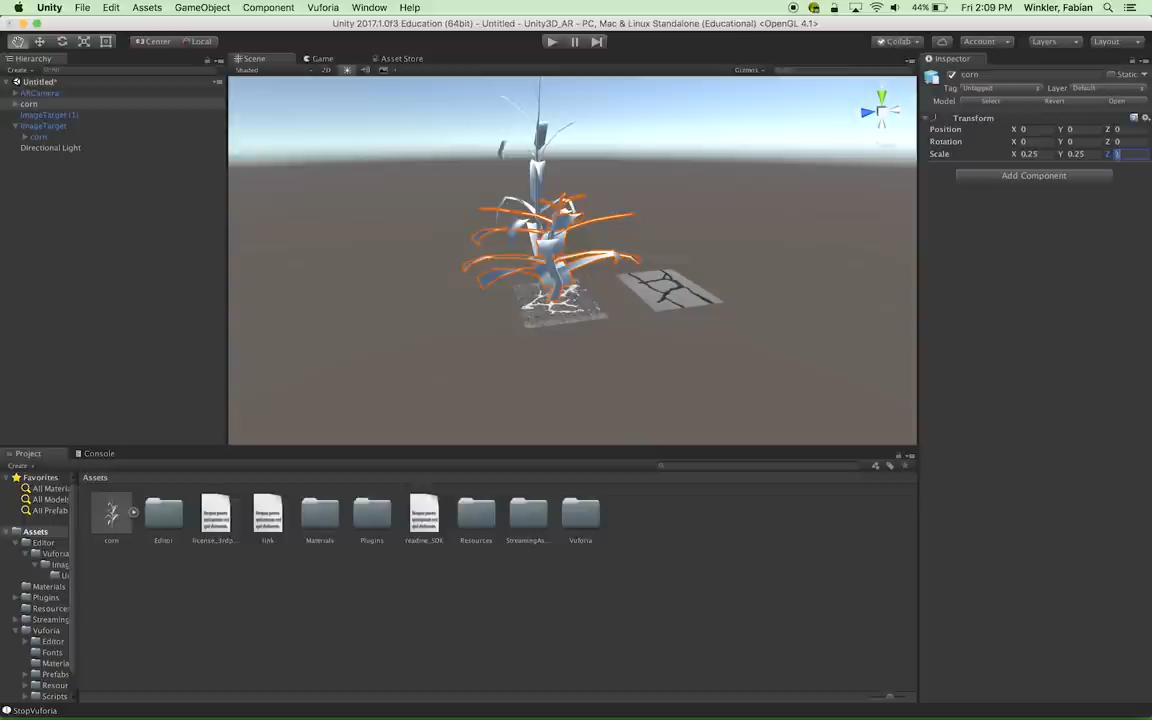 Unity File Edit Assets GameObject Component Vuforia Window Help 44% Fri 2:09 PM Winkler, Fabian
Unity 2017.1.0f3 Education (64bit) - Untitled - Unity3D_AR - PC, Mac & Linux Standalone (Educational) <OpenGL 4.1>
Center Local Collab Account Layers Layout
Hierarchy Scene Game Asset Store Inspector
Create Shaded 2D Gizmos corn Static
Untitled* Tag Untagged Layer Default
ARCamera Model Select Revert Open
corn
ImageTarget (1) Transform
ImageTarget Position X 0 Y 0 Z 0
corn Rotation X 0 Y 0 Z 0
Directional Light Scale X 0.25 Y 0.25 Z
Add Component
Project Console
Create
Favorites Assets
All Materia
All Models
All Prefab
Assets
Editor corn Editor license_3rdp... link Materials Plugins readme_SDK Resources StreamingAs... Vuforia
Vuforia
Imag
Materials
Plugins
Resources
Streaming
Vuforia
Editor
Fonts
Materia
Prefabs
Resour
Scripts
StopVuforia